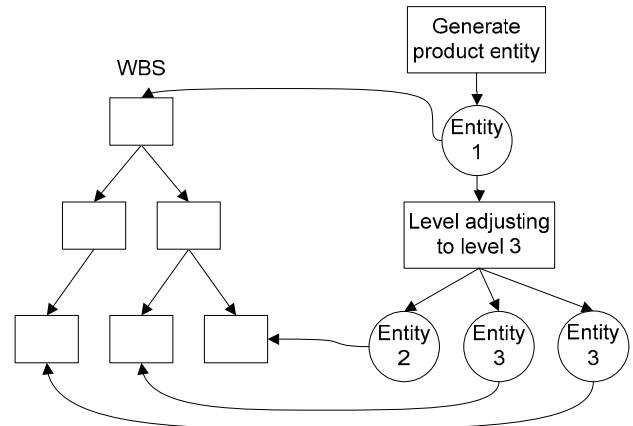 Generate
product entity
WBS
Entity
1
Level adjusting
to level 3
Entity
2
Entity
3
Entity
3